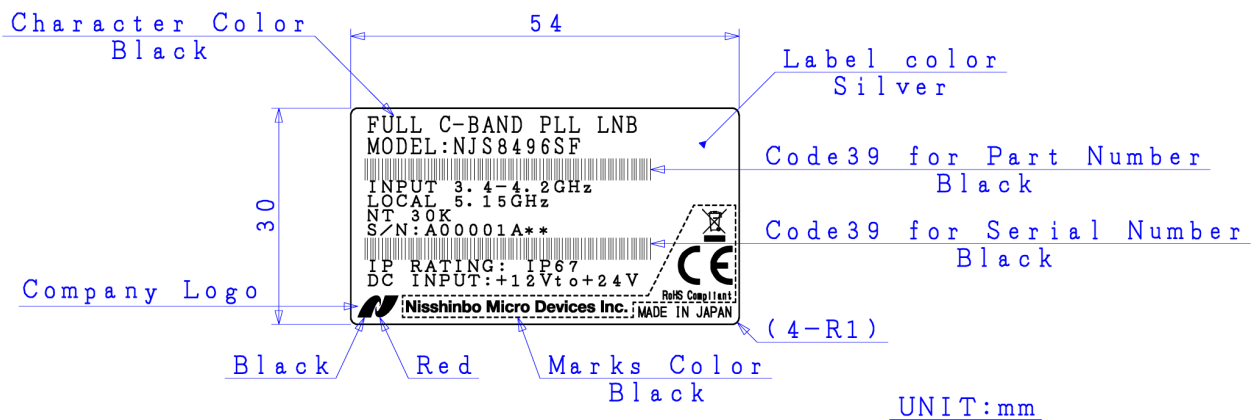 Character Color
Black
54
Label color
Silver
30
FULL C-BAND PLL LNB
MODEL:NJS8496SF
Code39 for Part Number
Black
INPUT 3.4-4.2GHz
LOCAL 5.15GHz
NT 30K
S/N:A00001A**
Code39 for Serial Number
Black
IP RATING: IP67
DC INPUT:+12Vto+24V
CE
RoHS Compliant
Company Logo
Nisshinbo Micro Devices Inc.
MADE IN JAPAN
(4-R1)
Black
Red
Marks Color
Black
UNIT:mm